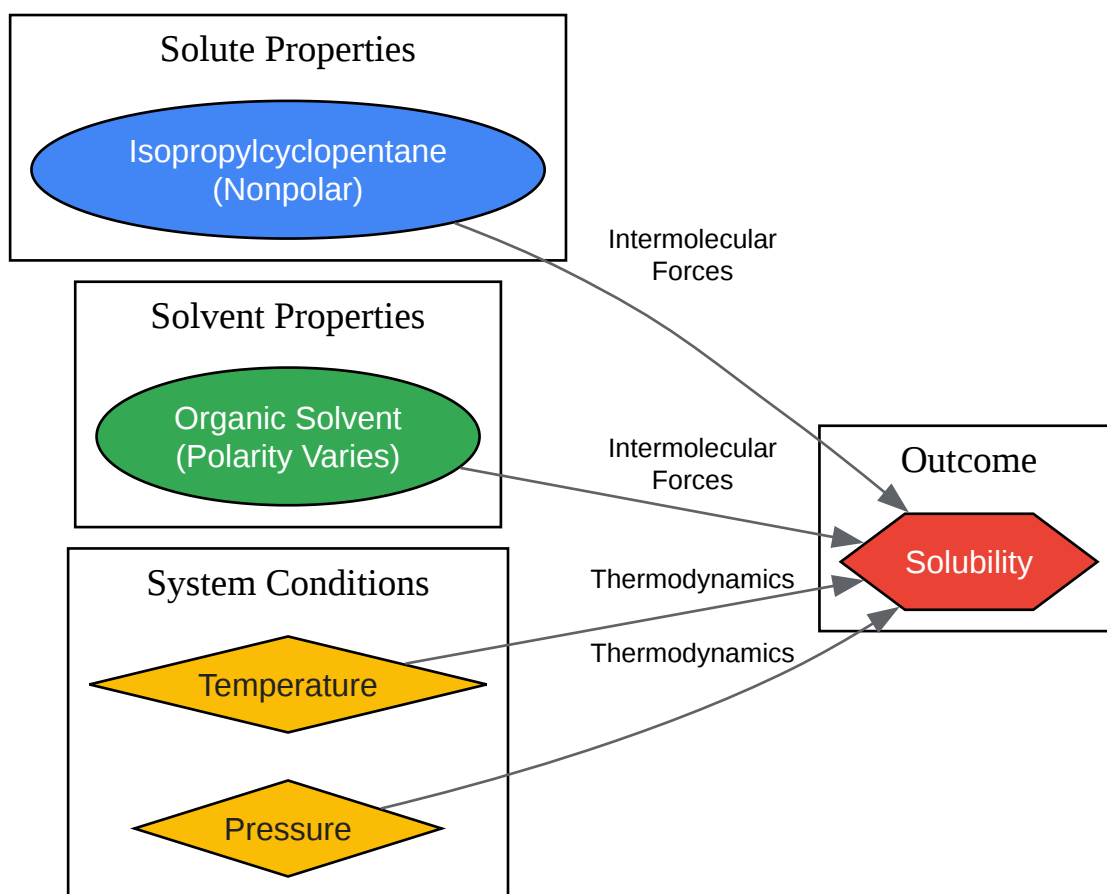 Solute Properties
Isopropylcyclopentane
(Nonpolar)
Intermolecular
Forces
Solvent Properties
Organic Solvent
(Polarity Varies)
Intermolecular
Forces
Outcome
Solubility
System Conditions
Thermodynamics
Temperature
Thermodynamics
Pressure